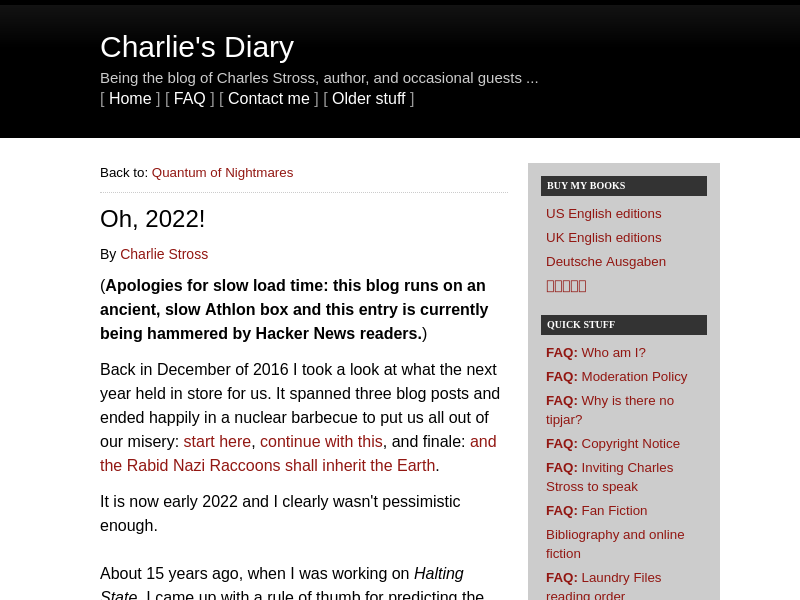 Charlie's Diary
Being the blog of Charles Stross, author, and occasional guests ...
[ Home ] [ FAQ ] [ Contact me ] [ Older stuff ]
Back to: Quantum of Nightmares
Oh, 2022!
By Charlie Stross
(Apologies for slow load time: this blog runs on an
ancient, slow Athlon box and this entry is currently
being hammered by Hacker News readers.)
Back in December of 2016 I took a look at what the next
year held in store for us. It spanned three blog posts and
ended happily in a nuclear barbecue to put us all out of
our misery: start here, continue with this, and finale: and
the Rabid Nazi Raccoons shall inherit the Earth.
It is now early 2022 and I clearly wasn't pessimistic
enough.
About 15 years ago, when I was working on Halting
State, I came up with a rule of thumb for predicting the
BUY MY BOOKS
US English editions
UK English editions
Deutsche Ausgaben
QUICK STUFF
FAQ: Who am I?
FAQ: Moderation Policy
FAQ: Why is there no
tipjar?
FAQ: Copyright Notice
FAQ: Inviting Charles
Stross to speak
FAQ: Fan Fiction
Bibliography and online
fiction
FAQ: Laundry Files
reading order